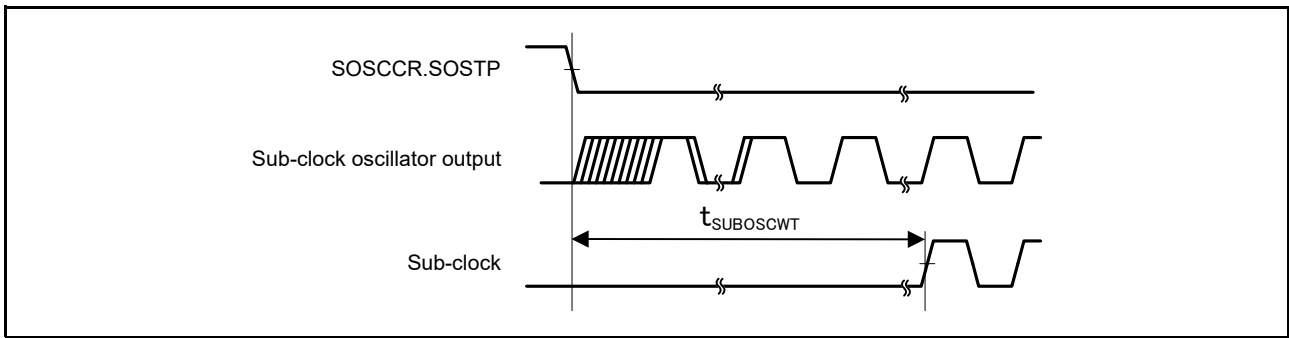 SOSCCR.SOSTP
Sub-clock oscillator output
tSUBOSCWT
Sub-clock